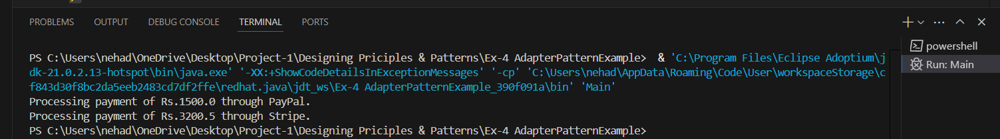 PROBLEMS OUTPUT DEBUG CONSOLE TERMINAL PORTS
powershell
Run: Main
PS C:\Users\nehad\OneDrive\Desktop\Project-1\Designing Priciples & Patterns\Ex-4 AdapterPatternExample>  & 'C:\Program Files\Eclipse Adoptium\j
dk-21.0.2.13-hotspot\bin\java.exe' '-XX:+ShowCodeDetailsInExceptionMessages' '-cp' 'C:\Users\nehad\AppData\Roaming\Code\User\workspaceStorage\c
f843d30f8bc2da5eeb2483cd7df2ffe\redhat.java\jdt_ws\Ex-4 AdapterPatternExample_390f091a\bin' 'Main'
Processing payment of Rs.1500.0 through PayPal.
Processing payment of Rs.3200.5 through Stripe.
PS C:\Users\nehad\OneDrive\Desktop\Project-1\Designing Priciples & Patterns\Ex-4 AdapterPatternExample>